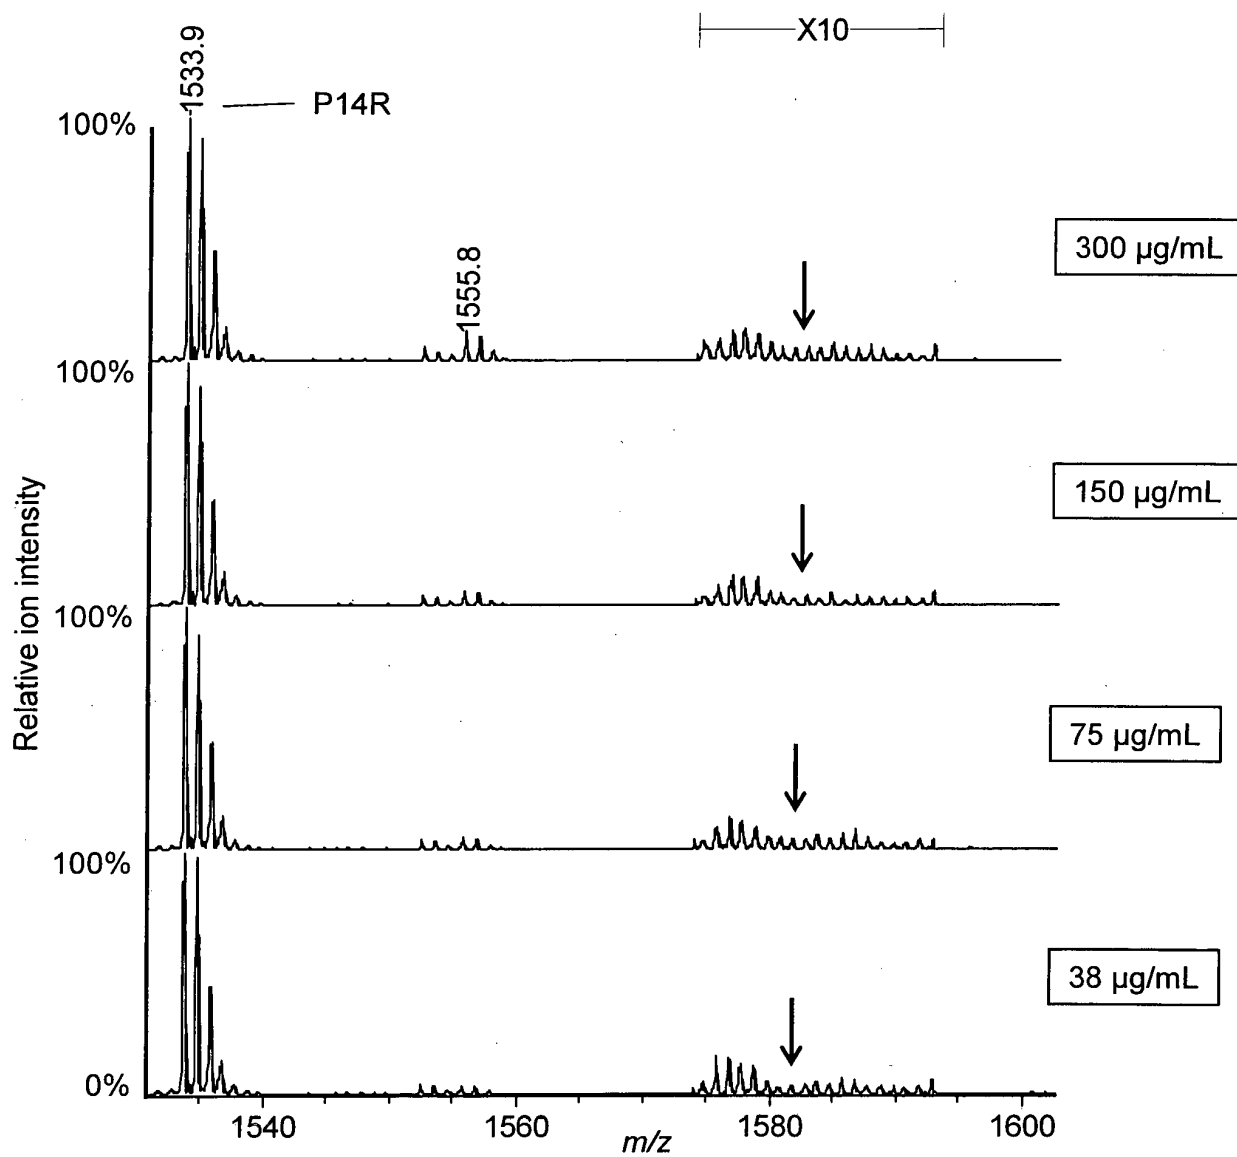 X10
1533.9
P14R
100%
300 µg/mL
1555.8
100%
150 µg/mL
Relative ion intensity
100%
75 µg/mL
100%
38 µg/mL
0%
1540
1560
1580
1600
m/z